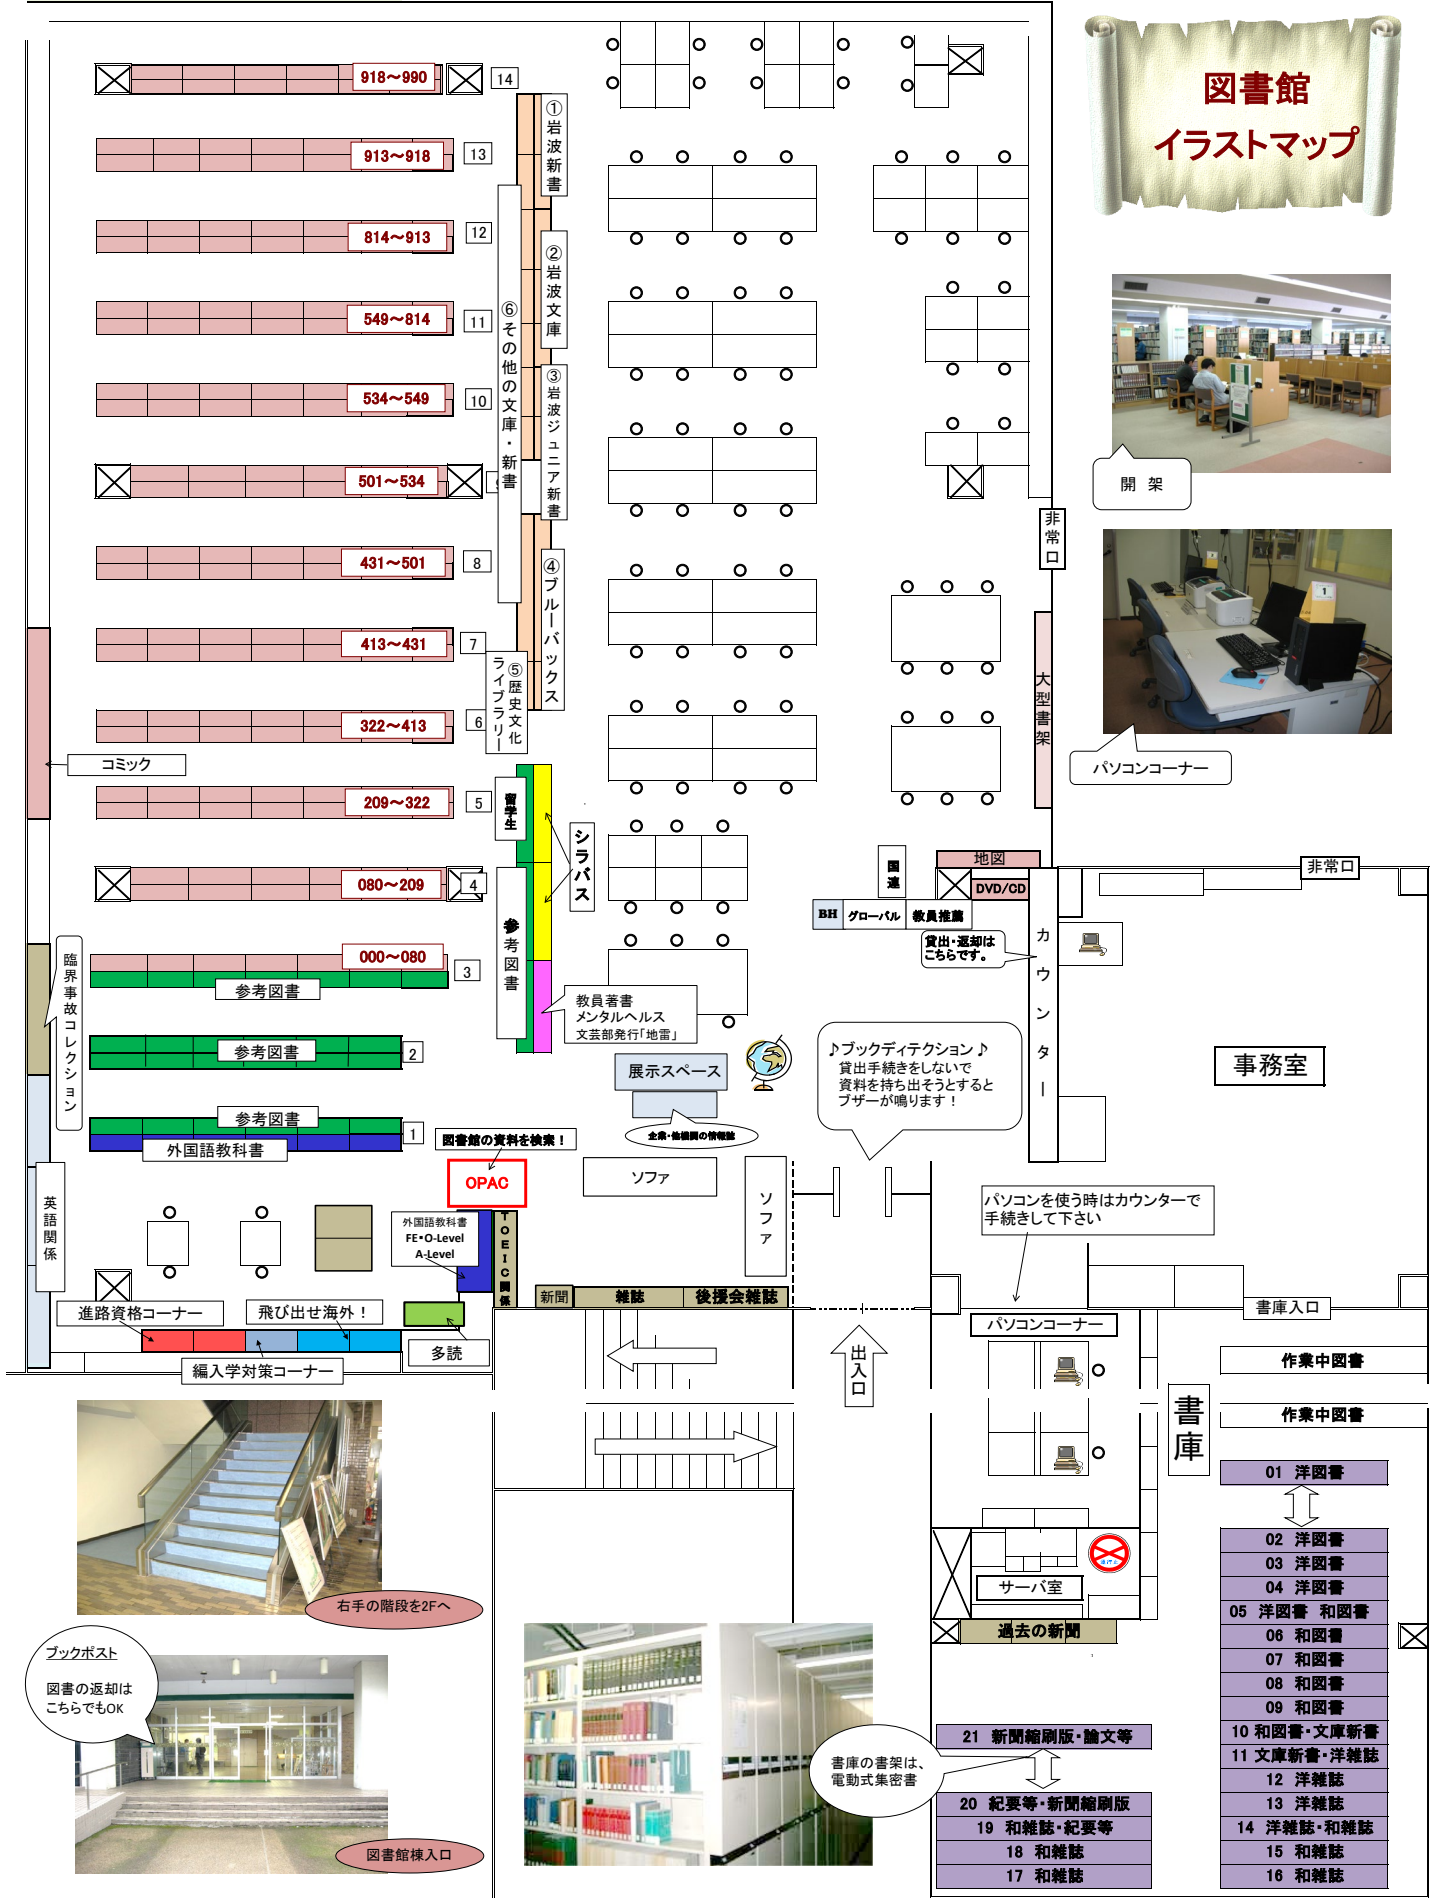 図書館
イラストマップ
918～990
14
913～918
13
814～913
12
549～814
11
534～549
10
501～534
431～501
8
413～431
7
322～413
6
209～322
5
080～209
4
000～080
3
参考図書
参考図書
2
参考図書
1
外国語教科書
①岩波新書
②岩波文庫
③岩波ジュニア新書
④ブルーバックス
⑤歴史文化
ライブラリー
⑥その他の文庫・新書
コミック
留学生
シラバス
参考図書
教員著書
メンタルヘルス
文芸部発行「地雷」
臨界事故コレクション
英語関係
開 架
パソコンコーナー
非常口
大型書架
地図
DVD/CD
国連
BH
グローバル
教員推薦
貸出・返却は
こちらです。
カウンター
非常口
事務室
展示スペース
企業・他機関の情報誌
♪ブックディテクション♪
貸出手続きをしないで
資料を持ち出そうとすると
ブザーが鳴ります！
図書館の資料を検索！
OPAC
ソファ
ソファ
パソコンを使う時はカウンターで
手続きして下さい
外国語教科書
FE・O-Level
A-Level
TOEIC関係
新聞
雑誌
後援会雑誌
進路資格コーナー
飛び出せ海外！
編入学対策コーナー
多読
出入口
パソコンコーナー
書庫入口
作業中図書
作業中図書
書庫
01 洋図書
02 洋図書
03 洋図書
04 洋図書
05 洋図書 和図書
06 和図書
07 和図書
08 和図書
09 和図書
10 和図書・文庫新書
11 文庫新書・洋雑誌
12 洋雑誌
13 洋雑誌
14 洋雑誌・和雑誌
15 和雑誌
16 和雑誌
サーバ室
過去の新聞
21 新聞縮刷版・論文等
20 紀要等・新聞縮刷版
19 和雑誌・紀要等
18 和雑誌
17 和雑誌
書庫の書架は、
電動式集密書
右手の階段を2Fへ
ブックポスト
図書の返却は
こちらでもOK
図書館棟入口